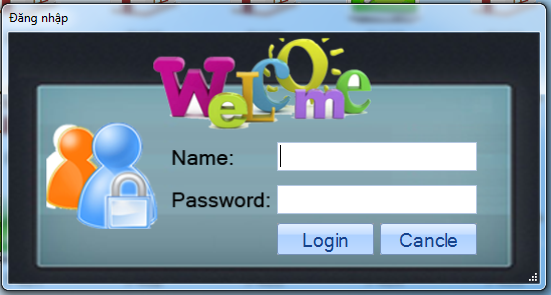 Đăng nhập
WeLcome
Name:
Password:
Login Cancle